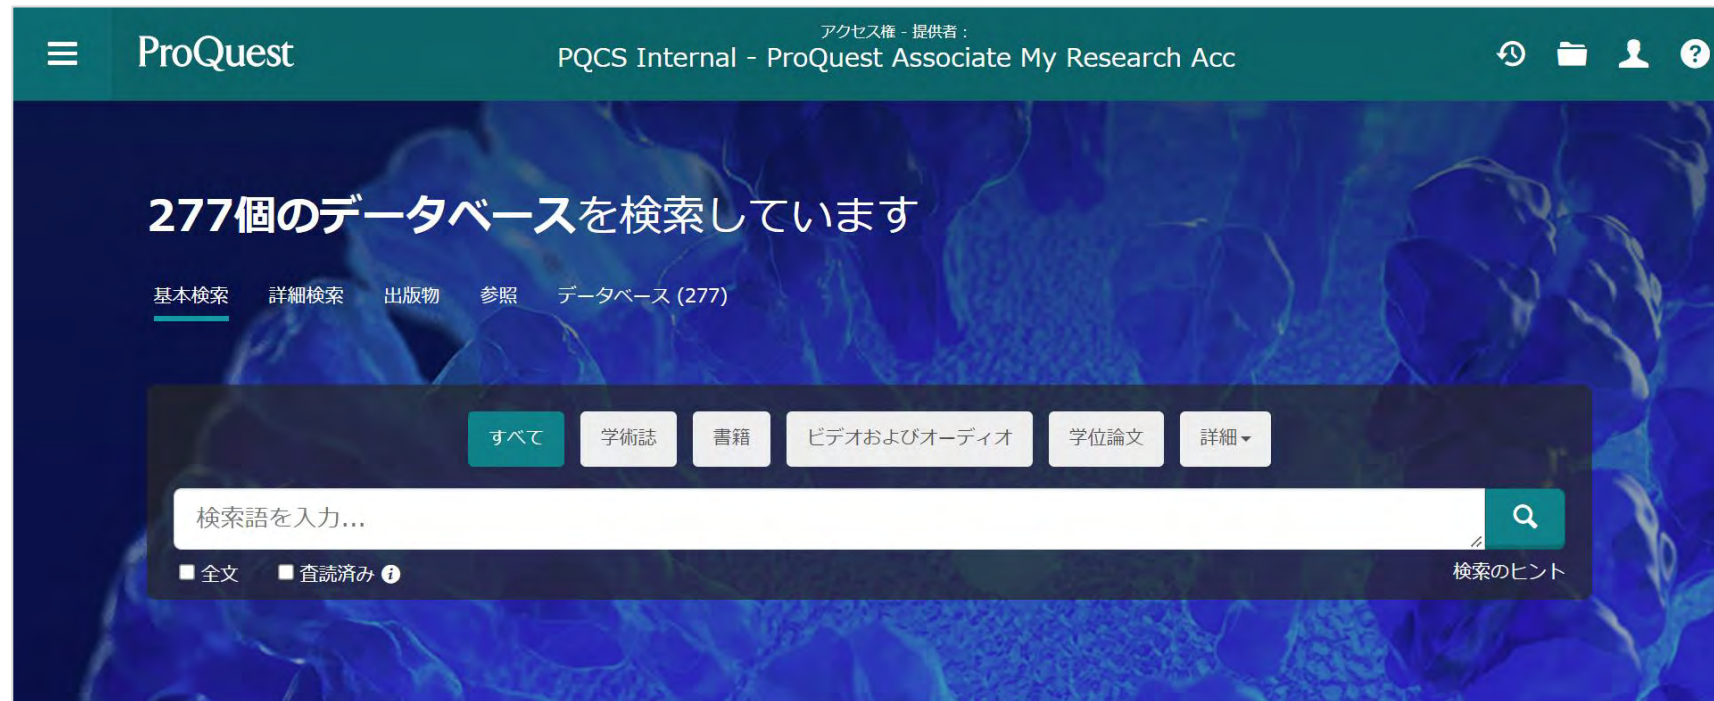 ProQuest
アクセス権 - 提供者：
PQCS Internal - ProQuest Associate My Research Acc
277個のデータベースを検索しています
基本検索 詳細検索 出版物 参照 データベース (277)
すべて 学術誌 書籍 ビデオおよびオーディオ 学位論文 詳細
検索語を入力...
全文 査読済み
検索のヒント